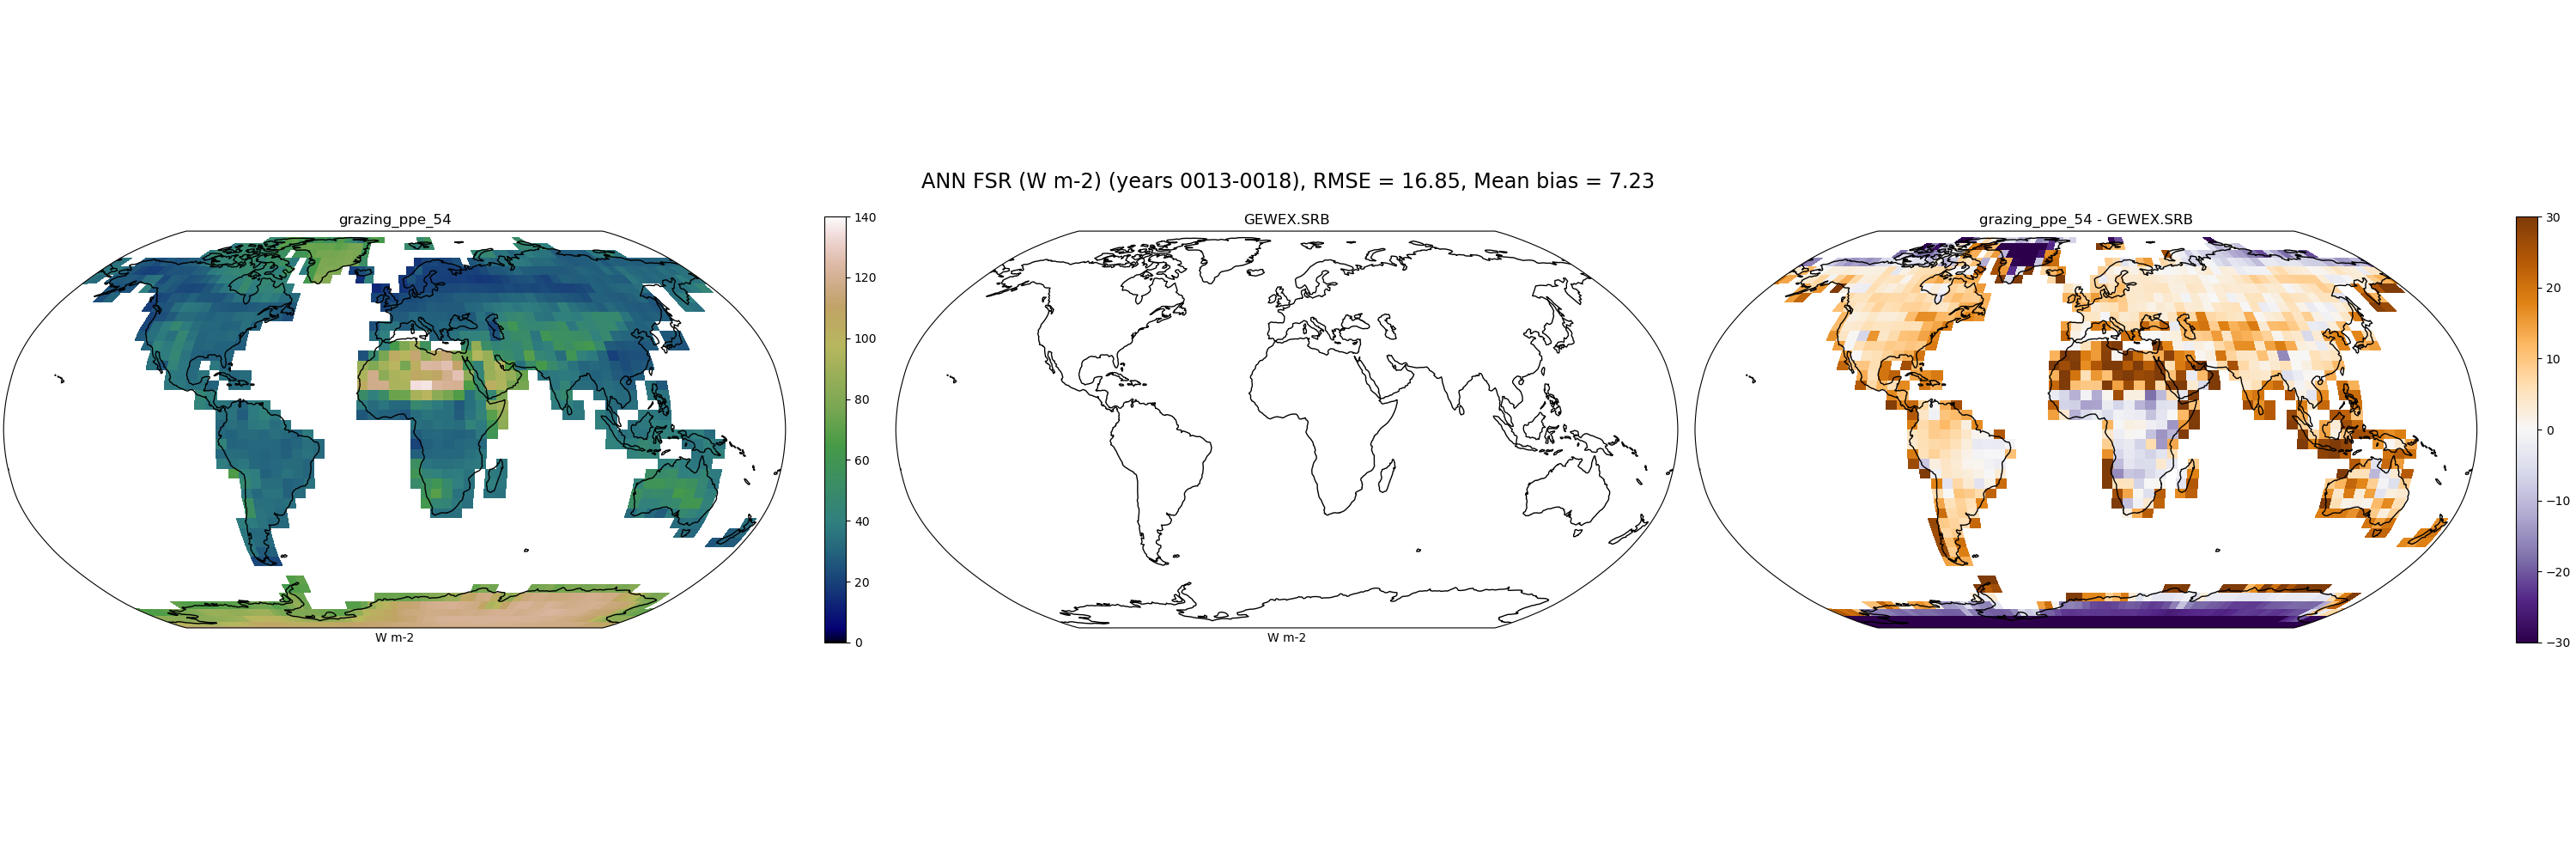 ANN FSR (W m-2) (years 0013-0018), RMSE = 16.85, Mean bias = 7.23
grazing_ppe_54
GEWEX.SRB
grazing_ppe_54 - GEWEX.SRB
140
120
100
80
60
40
20
0
30
20
10
0
−10
−20
−30
W m-2
W m-2